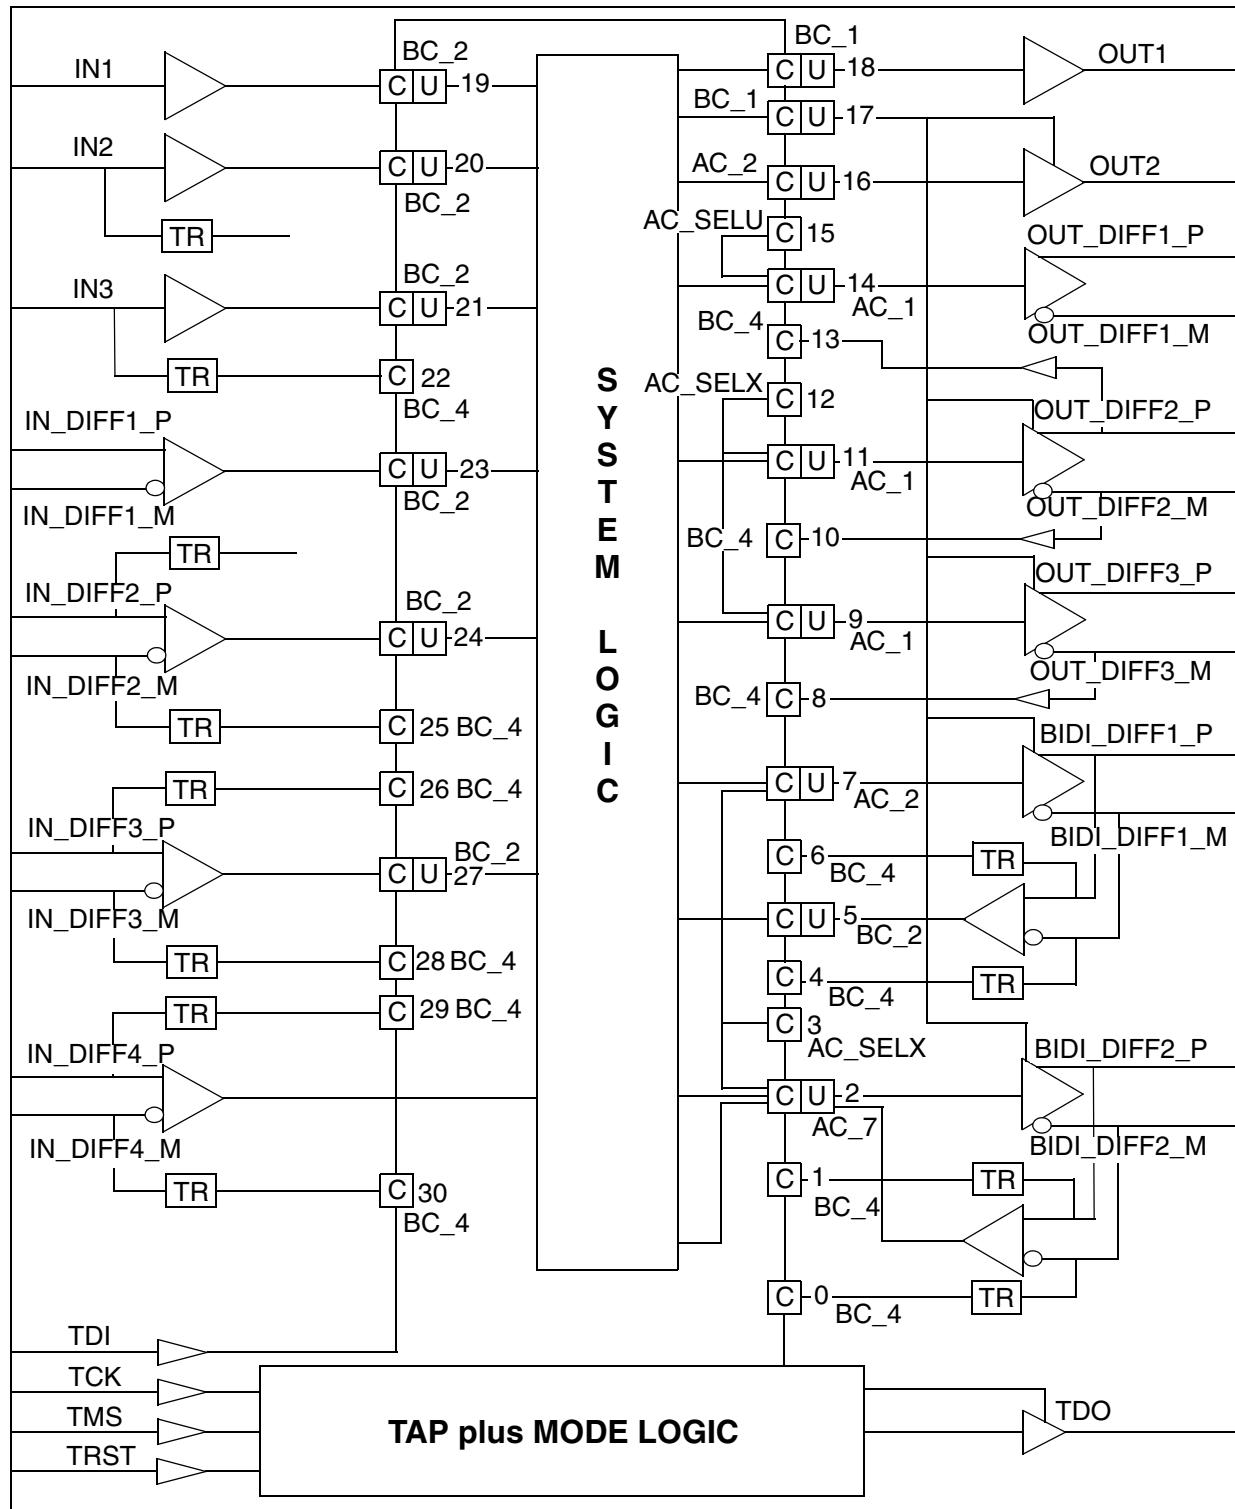 BC_2
IN1
C U 19
IN2
C U 20
BC_2
TR
BC_2
IN3
C U 21
TR
C 22
BC_4
IN_DIFF1_P
C U 23
BC_2
IN_DIFF1_M
TR
IN_DIFF2_P
BC_2
C U 24
IN_DIFF2_M
TR
C 25 BC_4
TR
C 26 BC_4
IN_DIFF3_P
BC_2
C U 27
IN_DIFF3_M
TR
C 28 BC_4
TR
C 29 BC_4
IN_DIFF4_P
IN_DIFF4_M
TR
C 30
BC_4
SYSTEM LOGIC
BC_1
C U 18
OUT1
BC_1
C U 17
AC_2
C U 16
OUT2
AC_SELU
C 15
OUT_DIFF1_P
C U 14
AC_1
BC_4
C 13
OUT_DIFF1_M
AC_SELX
C 12
OUT_DIFF2_P
C U 11
AC_1
OUT_DIFF2_M
BC_4
C 10
OUT_DIFF3_P
C U 9
AC_1
OUT_DIFF3_M
BC_4
C 8
BIDI_DIFF1_P
C U 7
AC_2
BIDI_DIFF1_M
C 6
BC_4
TR
C U 5
BC_2
C 4
BC_4
TR
C 3
AC_SELX
BIDI_DIFF2_P
C U 2
AC_7
BIDI_DIFF2_M
C 1
BC_4
TR
C 0
BC_4
TR
TDI
TCK
TMS
TRST
TAP plus MODE LOGIC
TDO